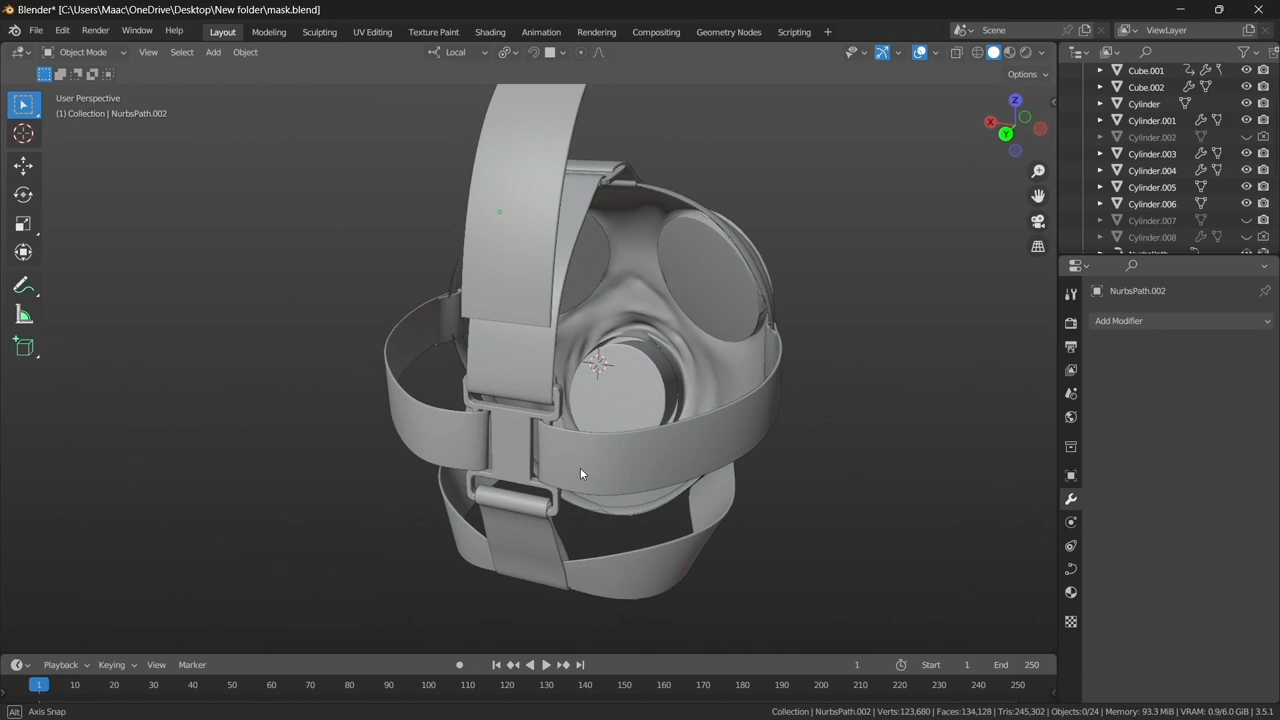 Blender* [C:\Users\Maac\OneDrive\Desktop\New folder\mask.blend]
File Edit Render Window Help Layout Modeling Sculpting UV Editing Texture Paint Shading Animation Rendering Compositing Geometry Nodes Scripting + Scene ViewLayer
Object Mode View Select Add Object Local
Options
User Perspective
(1) Collection | NurbsPath.002
X Y Z
Cube.001
Cube.002
Cylinder
Cylinder.001
Cylinder.002
Cylinder.003
Cylinder.004
Cylinder.005
Cylinder.006
Cylinder.007
Cylinder.008
NurbsPath.002
Add Modifier
Playback Keying View Marker 1 Start 1 End 250
1 10 20 30 40 50 60 70 80 90 100 110 120 130 140 150 160 170 180 190 200 210 220 230 240 250
Alt Axis Snap Collection | NurbsPath.002 | Verts:123,680 | Faces:134,128 | Tris:245,302 | Objects:0/24 | Memory: 93.3 MiB | VRAM: 0.9/6.0 GiB | 3.5.1